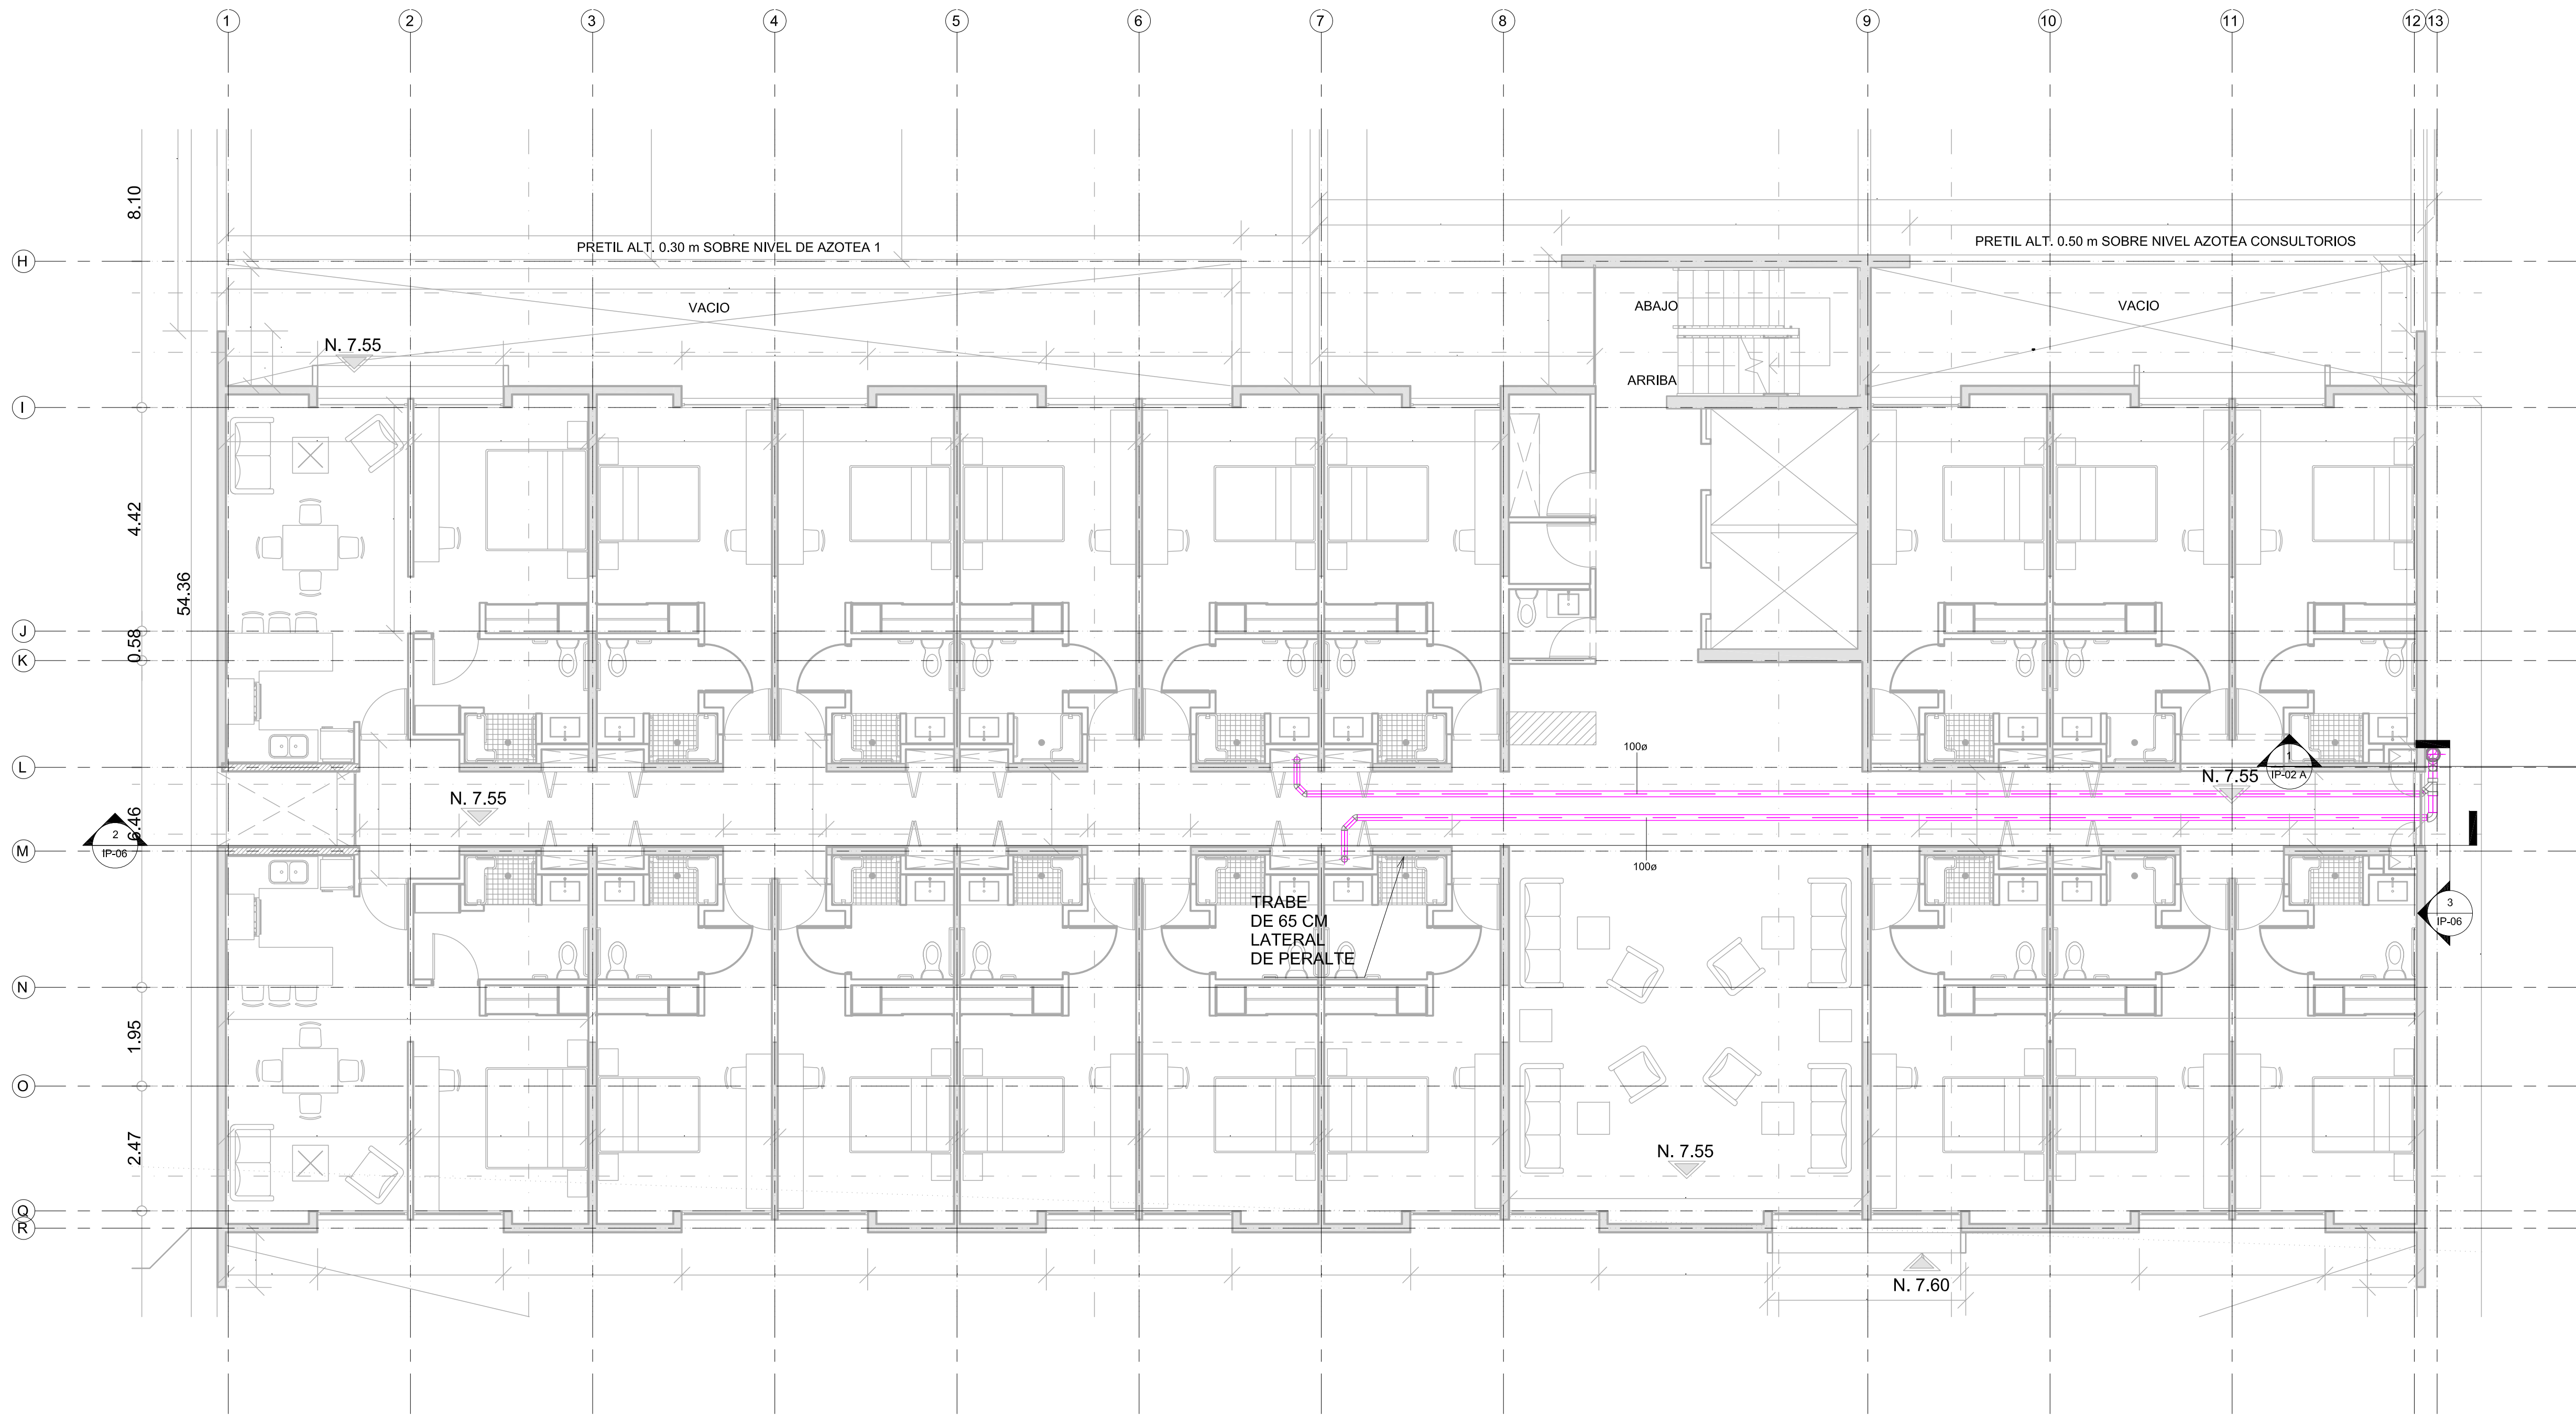 1 2 3 4 5 6 7 8 9 10 11 12 13
8.10
PRETIL ALT. 0.30 m SOBRE NIVEL DE AZOTEA 1
PRETIL ALT. 0.50 m SOBRE NIVEL AZOTEA CONSULTORIOS
H
VACIO
ABAJO
VACIO
N. 7.55
ARRIBA
I
4.42
54.36
J
0.58
K
100ø
L
1
IP-02 A
N. 7.55
N. 7.55
6.46
2
IP-06
M
100ø
TRABE
DE 65 CM
LATERAL
DE PERALTE
3
IP-06
N
1.95
O
2.47
N. 7.55
Q
R
N. 7.60